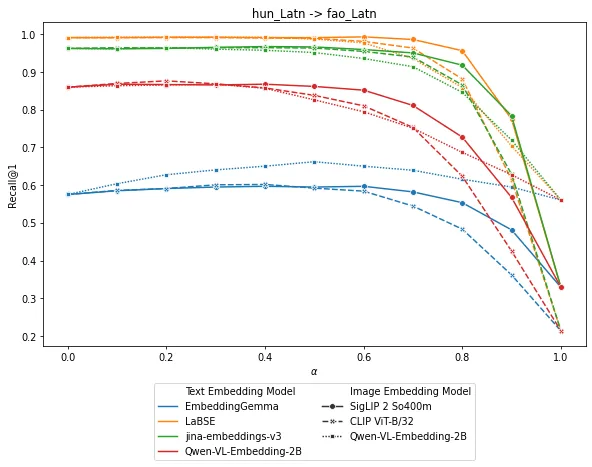 hun_Latn -> fao_Latn
Recall@1
1.0
0.9
0.8
0.7
0.6
0.5
0.4
0.3
0.2
0.0 0.2 0.4 0.6 0.8 1.0
α
Text Embedding Model
EmbeddingGemma
LaBSE
jina-embeddings-v3
Qwen-VL-Embedding-2B
Image Embedding Model
SigLIP 2 So400m
CLIP ViT-B/32
Qwen-VL-Embedding-2B